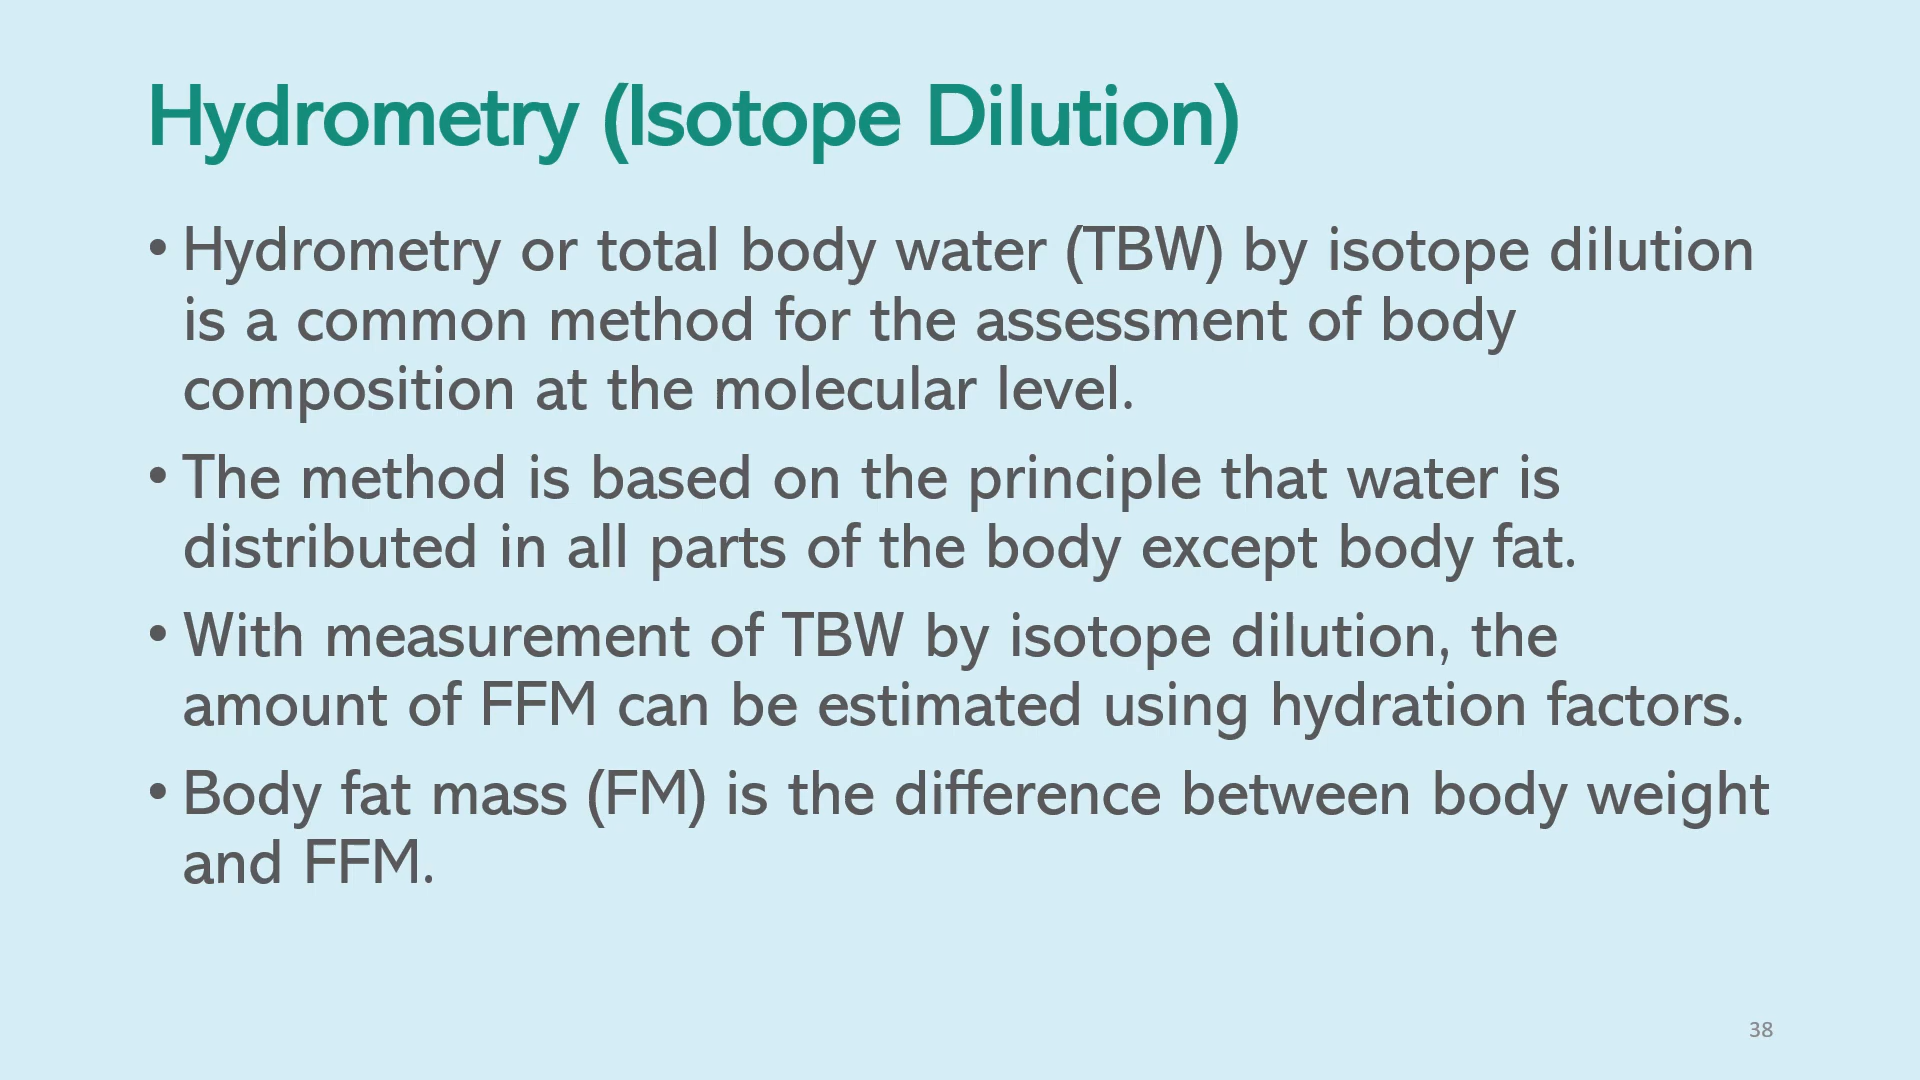 Hydrometry (Isotope Dilution)
• Hydrometry or total body water (TBW) by isotope dilution
is a common method for the assessment of body
composition at the molecular level.
• The method is based on the principle that water is
distributed in all parts of the body except body fat.
• With measurement of TBW by isotope dilution, the
amount of FFM can be estimated using hydration factors.
• Body fat mass (FM) is the difference between body weight
and FFM.
38